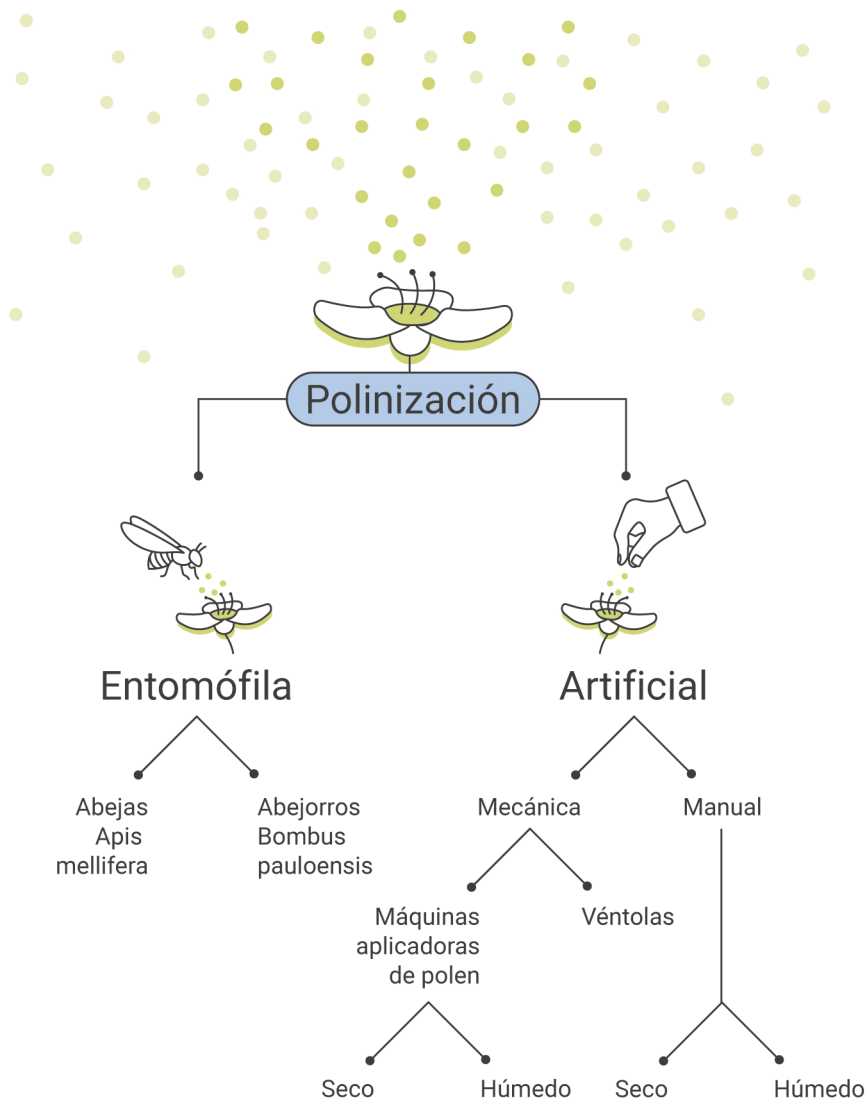 Polinización
Entomófila
Artificial
Abejas
Apis
mellifera
Abejorros
Bombus
pauloensis
Mecánica
Manual
Máquinas
aplicadoras
de polen
Véntolas
Seco
Húmedo
Seco
Húmedo